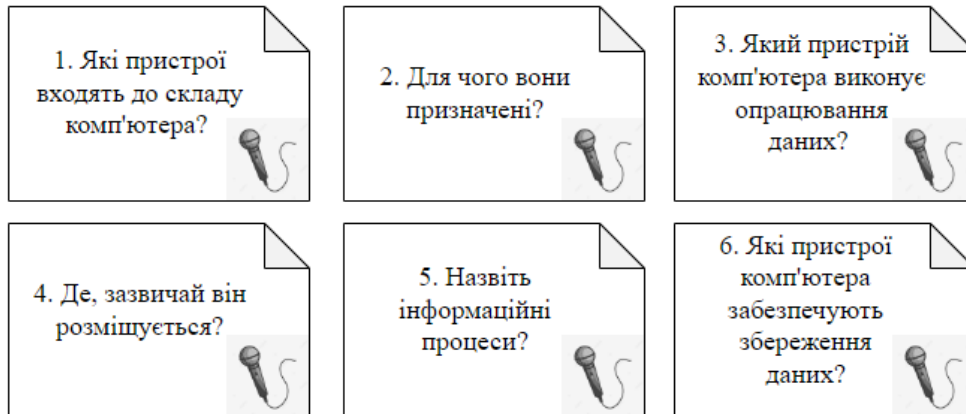 1. Які пристрої
входять до складу
комп'ютера?
2. Для чого вони
призначені?
3. Який пристрій
комп'ютера виконує
опрацювання
даних?
4. Де, зазвичай він
розміщується?
5. Назвіть
інформаційні
процеси?
6. Які пристрої
комп'ютера
забезпечують
збереження
даних?